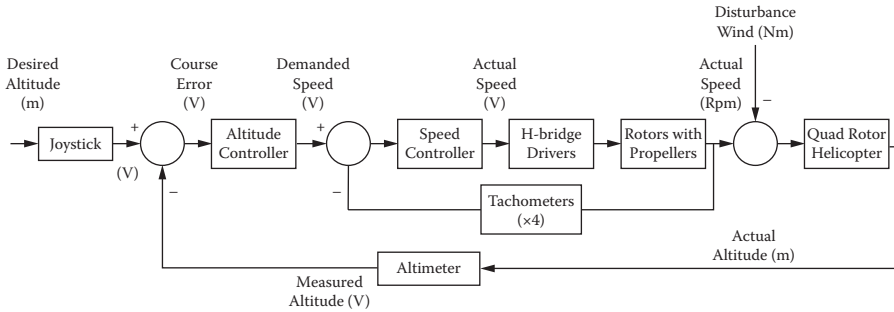 Disturbance
Wind (Nm)
Desired
Altitude
(m)
Course
Error
(V)
Demanded
Speed
(V)
Actual
Speed
(V)
Actual
Speed
(Rpm)
−
+
Joystick
(V)
−
Altitude
Controller
+
−
Speed
Controller
H-bridge
Drivers
Rotors with
Propellers
Quad Rotor
Helicopter
Tachometers
(×4)
Actual
Altitude (m)
Altimeter
Measured
Altitude (V)